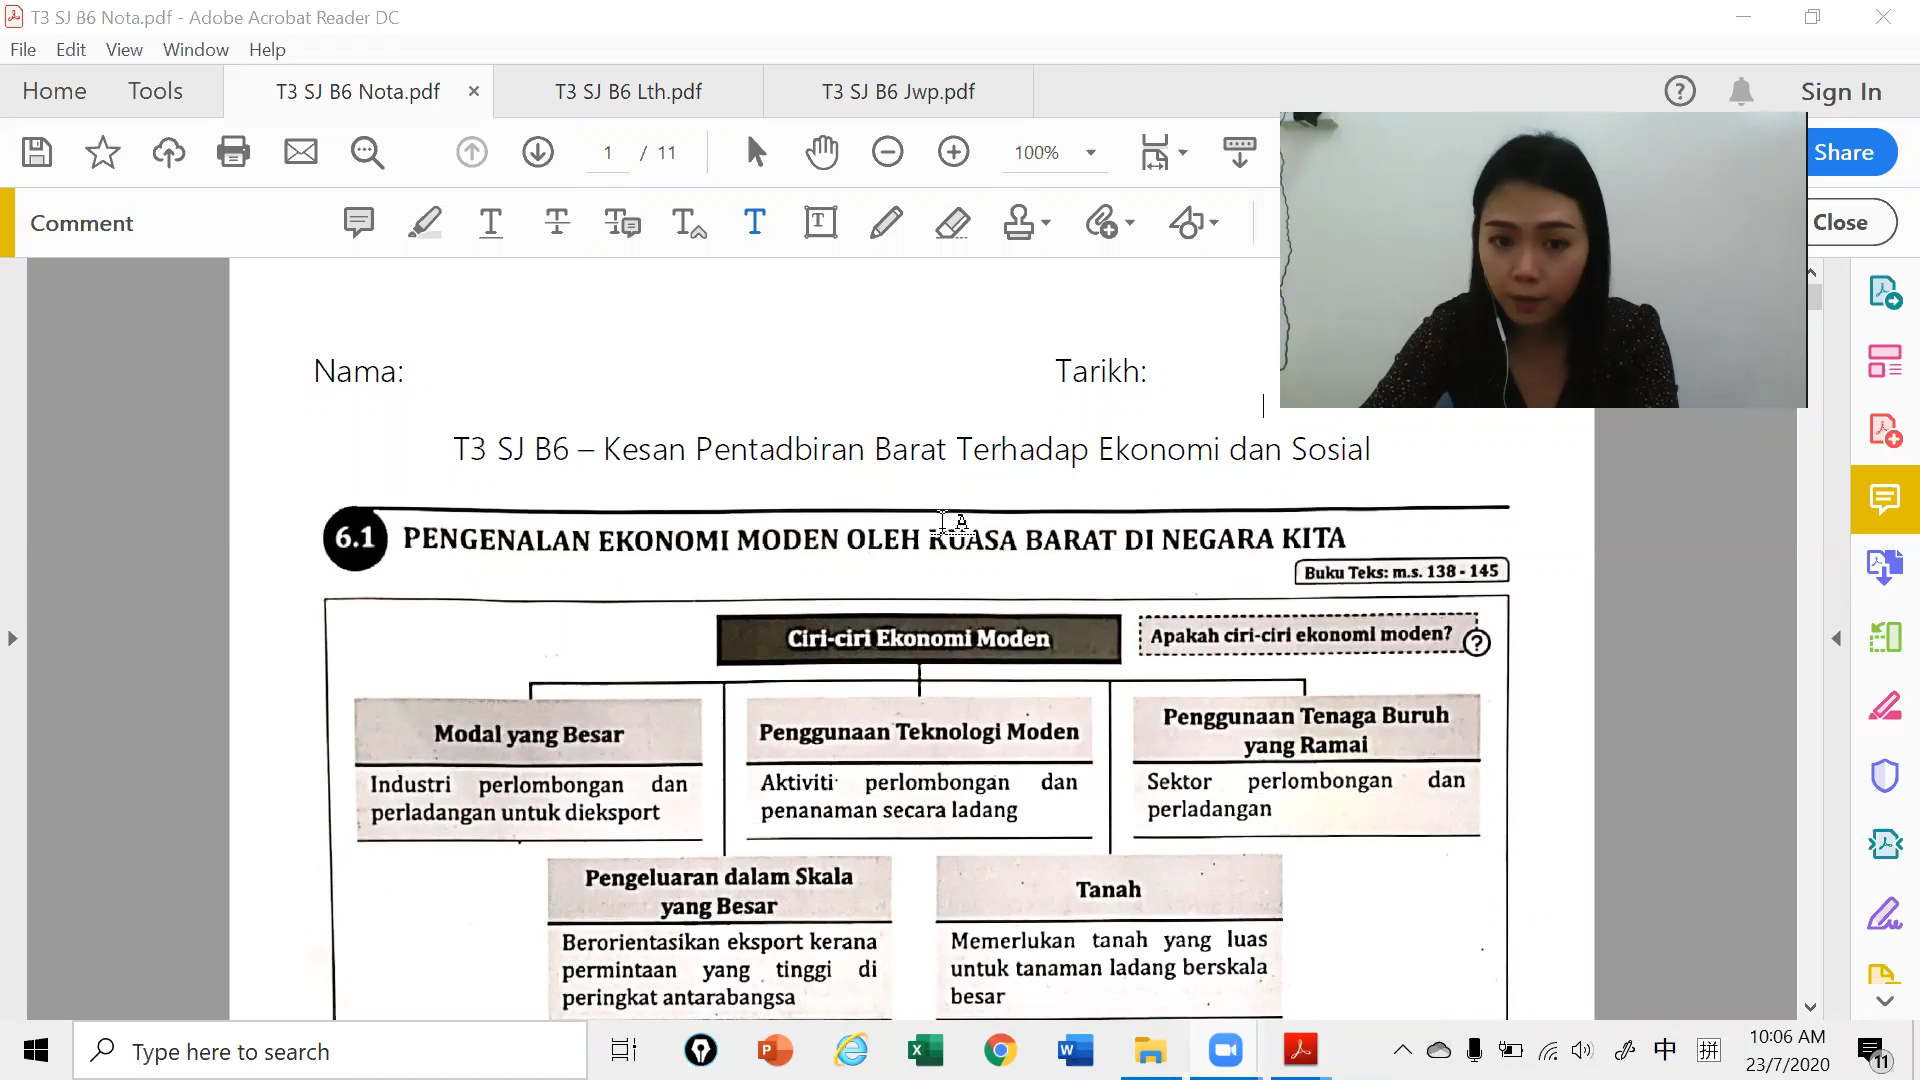 T3 SJ B6 Nota.pdf - Adobe Acrobat Reader DC
File Edit View Window Help
Home Tools T3 SJ B6 Nota.pdf T3 SJ B6 Lth.pdf T3 SJ B6 Jwp.pdf Sign In
1 / 11 100% Share
Comment Close
Nama: Tarikh:
T3 SJ B6 – Kesan Pentadbiran Barat Terhadap Ekonomi dan Sosial
6.1 PENGENALAN EKONOMI MODEN OLEH KUASA BARAT DI NEGARA KITA
Buku Teks: m.s. 138 - 145
Ciri-ciri Ekonomi Moden
Apakah ciri-ciri ekonomi moden? ?
Modal yang Besar
Industri perlombongan dan
perladangan untuk dieksport
Penggunaan Teknologi Moden
Aktiviti perlombongan dan
penanaman secara ladang
Penggunaan Tenaga Buruh
yang Ramai
Sektor perlombongan dan
perladangan
Pengeluaran dalam Skala
yang Besar
Berorientasikan eksport kerana
permintaan yang tinggi di
peringkat antarabangsa
Tanah
Memerlukan tanah yang luas
untuk tanaman ladang berskala
besar
Type here to search
中 拼
10:06 AM
23/7/2020
11